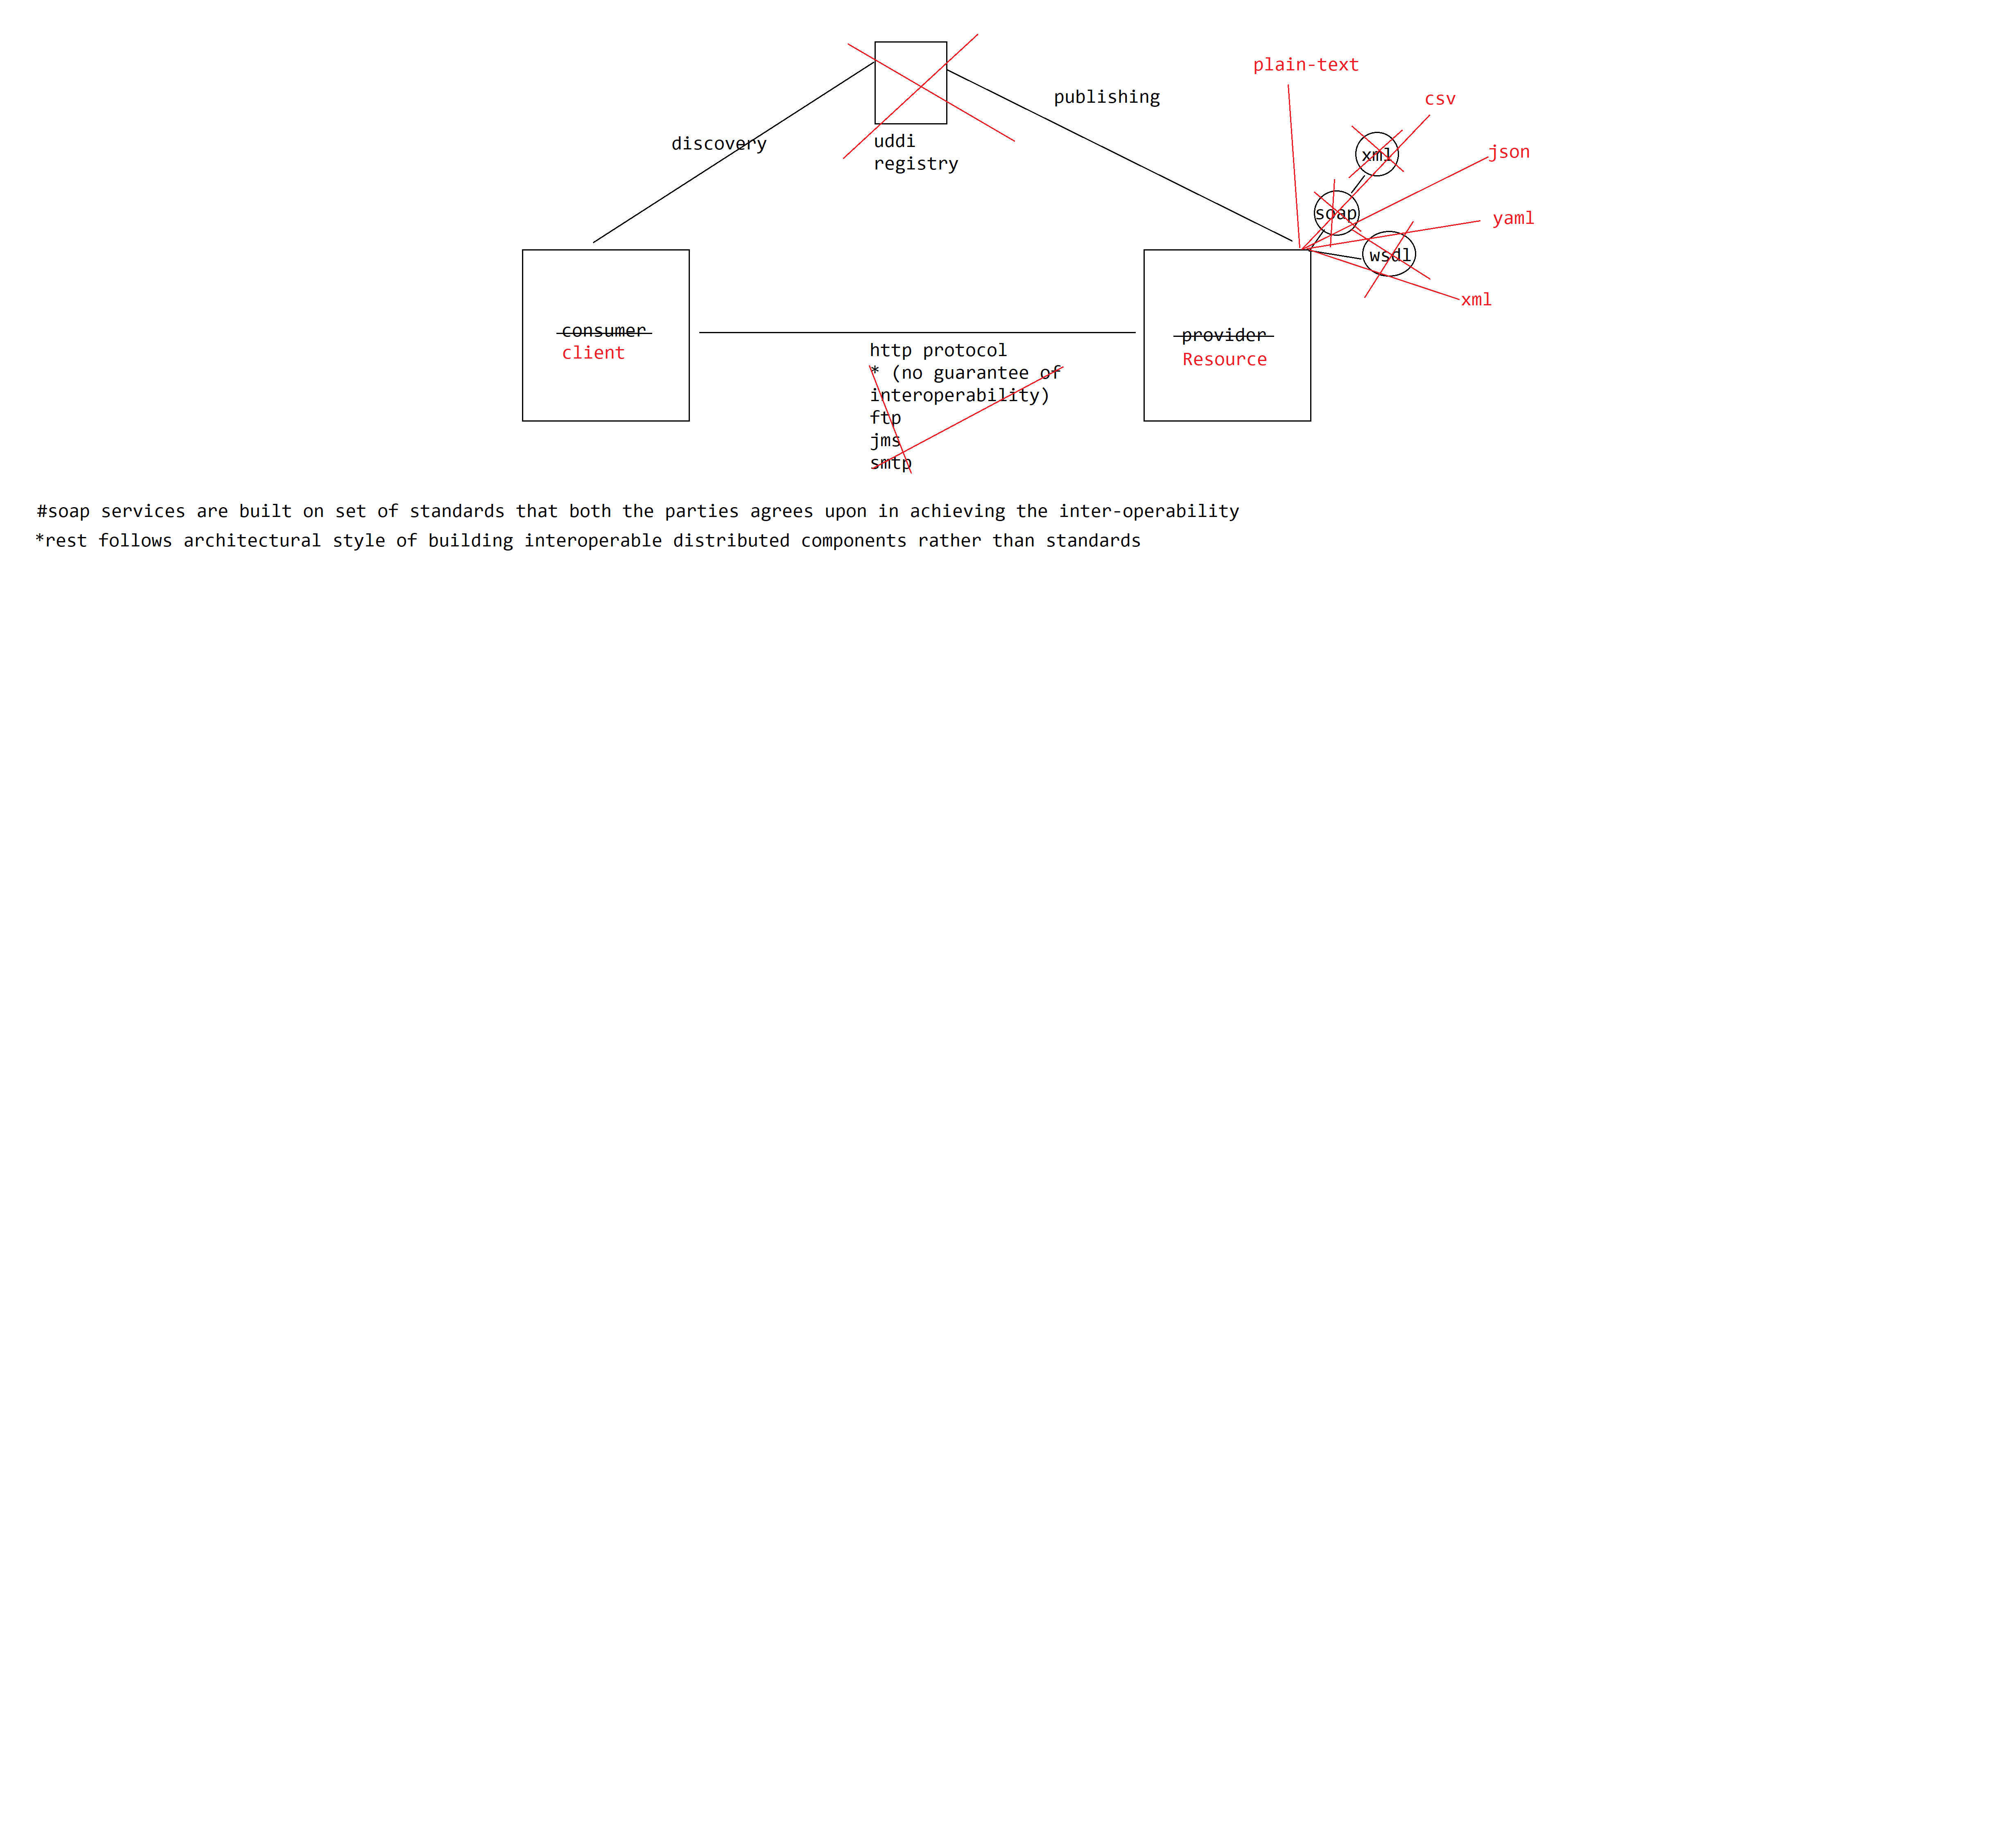 plain-text
publishing
csv
discovery
uddi
registry
xml
json
soap
yaml
wsdl
xml
consumer
client
provider
Resource
http protocol
* (no guarantee of
interoperability)
ftp
jms
smtp
#soap services are built on set of standards that both the parties agrees upon in achieving the inter-operability
*rest follows architectural style of building interoperable distributed components rather than standards